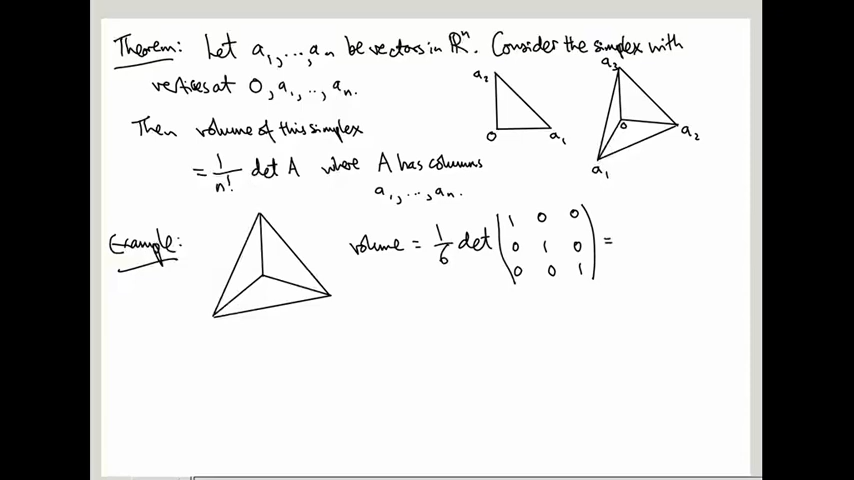 Theorem: Let a₁, ..., aₙ be vectors in ℝⁿ. Consider the simplex with
vertices at 0, a₁, .., aₙ.
a₂
0
a₁
a₃
0
a₂
a₁
Then volume of this simplex
= 1/n! det A where A has columns
a₁, ..., aₙ.
Example:
volume = 1/6 det
1 0 0
0 1 0
0 0 1
=